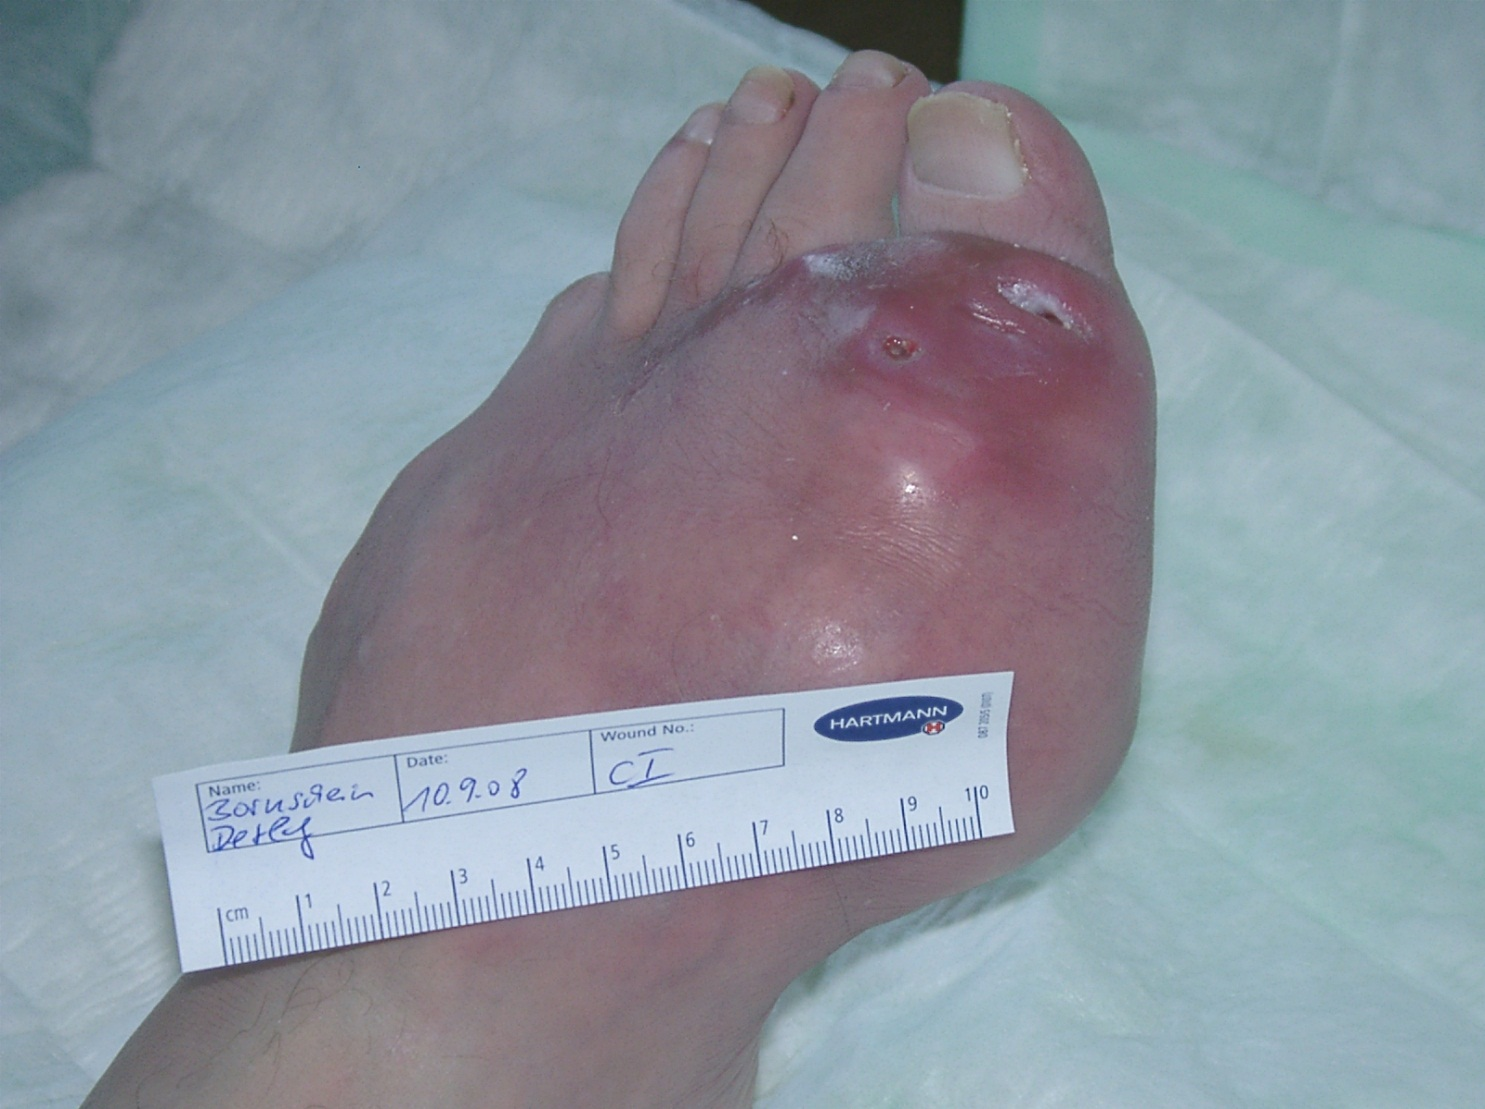 Name:
Bornstein
Detlef
Date:
10.9.08
Wound No.:
CI
HARTMANN
cm 1 2 3 4 5 6 7 8 9 10